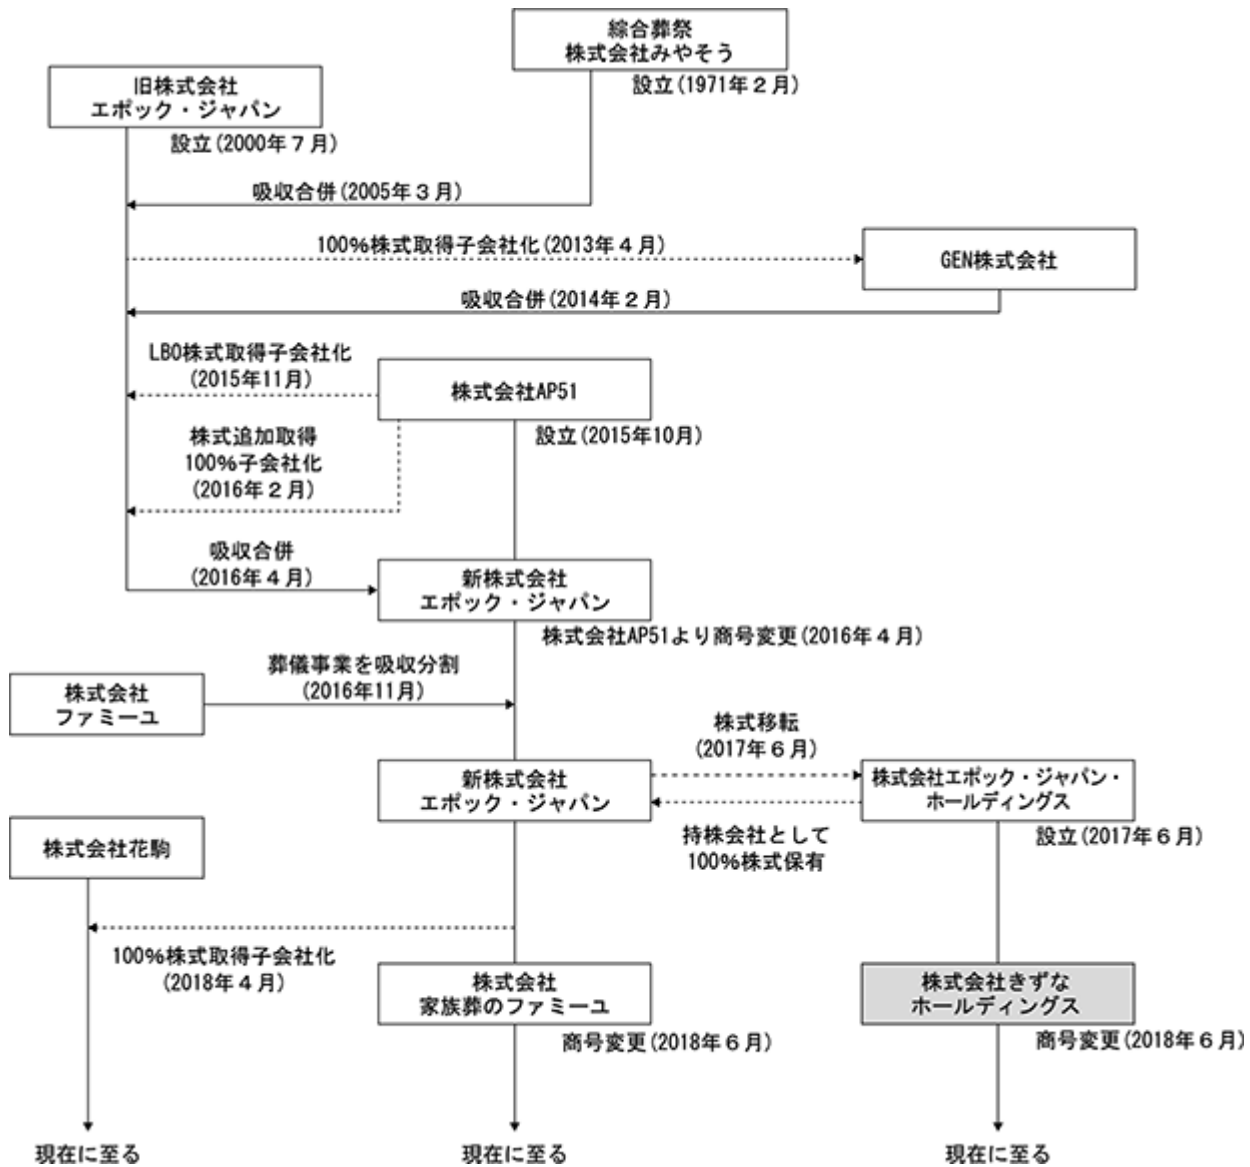 綜合葬祭
株式会社みやそう
設立(1971年2月)
旧株式会社
エポック・ジャパン
設立(2000年7月)
吸収合併(2005年3月)
100%株式取得子会社化(2013年4月)
GEN株式会社
吸収合併(2014年2月)
LBO株式取得子会社化
(2015年11月)
株式会社AP51
設立(2015年10月)
株式追加取得
100%子会社化
(2016年2月)
吸収合併
(2016年4月)
新株式会社
エポック・ジャパン
株式会社AP51より商号変更(2016年4月)
葬儀事業を吸収分割
(2016年11月)
株式会社
ファミーユ
株式移転
(2017年6月)
新株式会社
エポック・ジャパン
株式会社エポック・ジャパン・
ホールディングス
設立(2017年6月)
持株会社として
100%株式保有
株式会社花駒
100%株式取得子会社化
(2018年4月)
株式会社
家族葬のファミーユ
商号変更(2018年6月)
株式会社きずな
ホールディングス
商号変更(2018年6月)
現在に至る
現在に至る
現在に至る